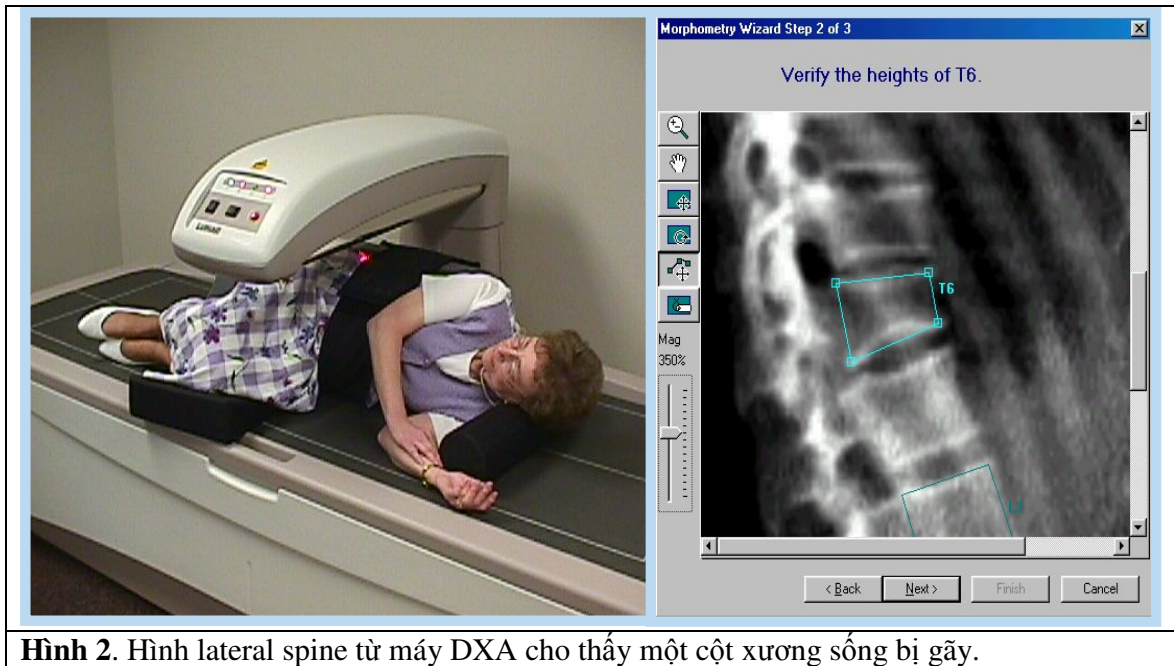 LUNAR
Morphometry Wizard Step 2 of 3
Verify the heights of T6.
T6
Mag
350%
< Back
Next >
Finish
Cancel
Hình 2. Hình lateral spine từ máy DXA cho thấy một cột xương sống bị gãy.